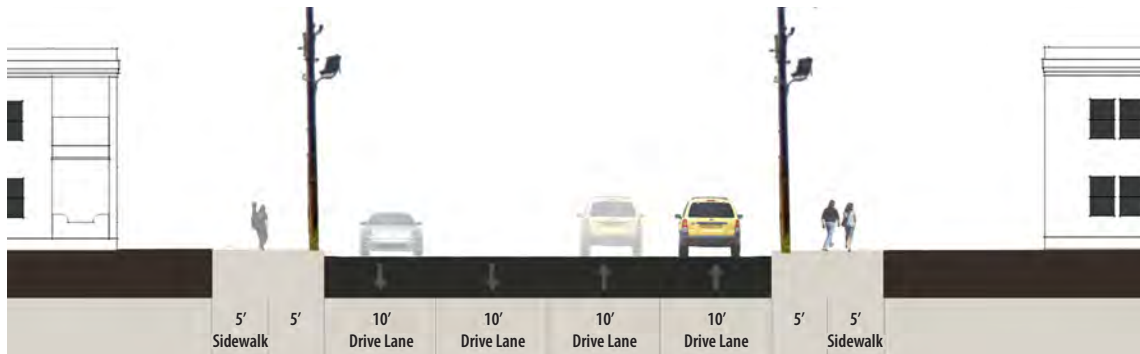 5’ 5’ 10’ 10’ 10’ 10’ 5’ 5’
Sidewalk Drive Lane Drive Lane Drive Lane Drive Lane Sidewalk